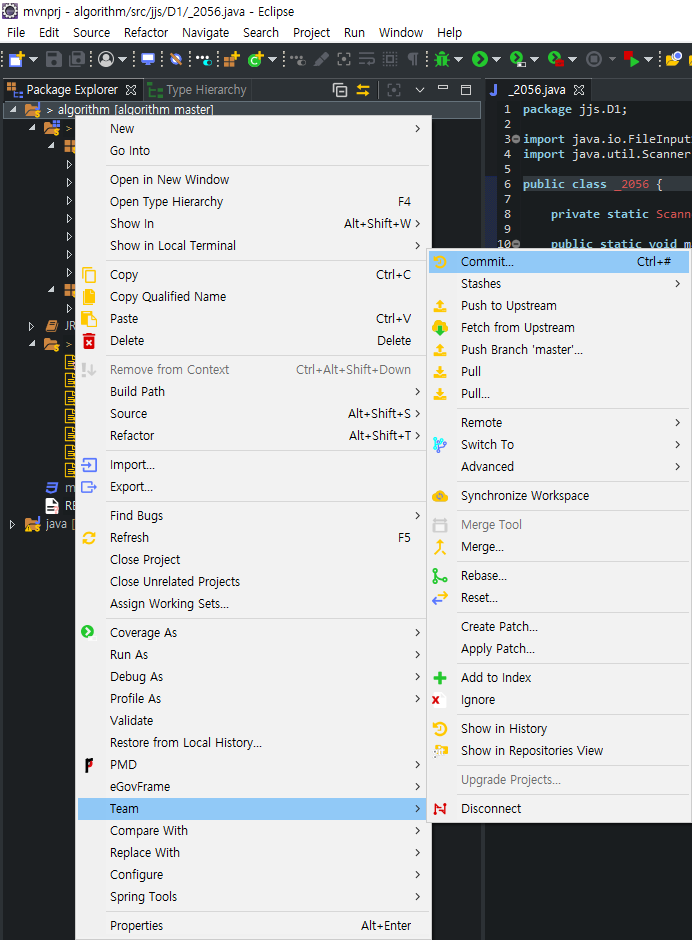 mvnprj - algorithm/src/jjs/D1/_2056.java - Eclipse
File Edit Source Refactor Navigate Search Project Run Window Help
Package Explorer Type Hierarchy
_2056.java
> algorithm [algorithm master]
1 package jjs.D1;
2
3 import java.io.FileInput
4 import java.util.Scanner
5
6 public class _2056 {
7
8 private static Scann
9
10 public static void m
JR
m
RE
java [
New
Go Into
Open in New Window
Open Type Hierarchy F4
Show In Alt+Shift+W
Show in Local Terminal
Copy Ctrl+C
Copy Qualified Name
Paste Ctrl+V
Delete Delete
Remove from Context Ctrl+Alt+Shift+Down
Build Path
Source Alt+Shift+S
Refactor Alt+Shift+T
Import...
Export...
Find Bugs
Refresh F5
Close Project
Close Unrelated Projects
Assign Working Sets...
Coverage As
Run As
Debug As
Profile As
Validate
Restore from Local History...
PMD
eGovFrame
Team
Compare With
Replace With
Configure
Spring Tools
Properties Alt+Enter
Commit... Ctrl+#
Stashes
Push to Upstream
Fetch from Upstream
Push Branch 'master'...
Pull
Pull...
Remote
Switch To
Advanced
Synchronize Workspace
Merge Tool
Merge...
Rebase...
Reset...
Create Patch...
Apply Patch...
Add to Index
Ignore
Show in History
Show in Repositories View
Upgrade Projects...
Disconnect